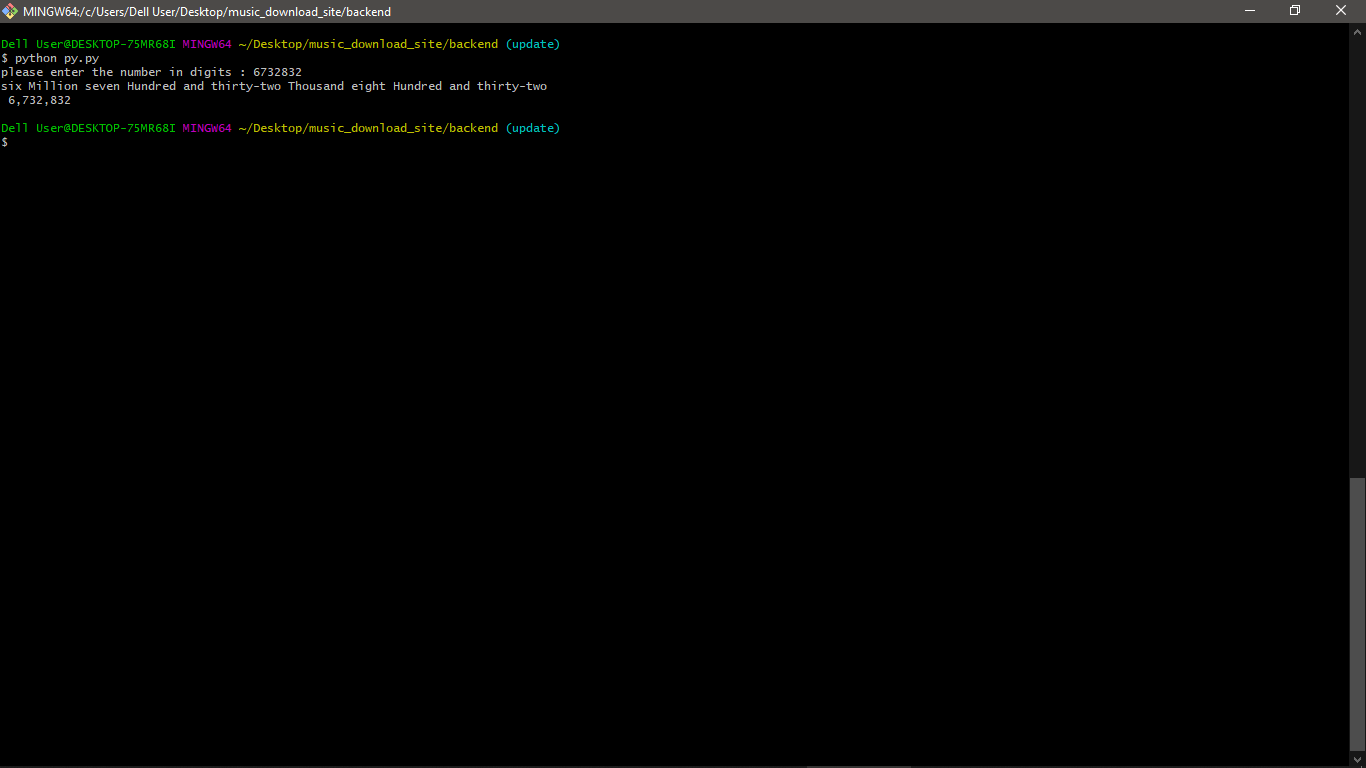 MINGW64:/c/Users/Dell User/Desktop/music_download_site/backend
Dell User@DESKTOP-75MR68I MINGW64 ~/Desktop/music_download_site/backend (update)
$ python py.py
please enter the number in digits : 6732832
six Million seven Hundred and thirty-two Thousand eight Hundred and thirty-two
6,732,832
Dell User@DESKTOP-75MR68I MINGW64 ~/Desktop/music_download_site/backend (update)
$